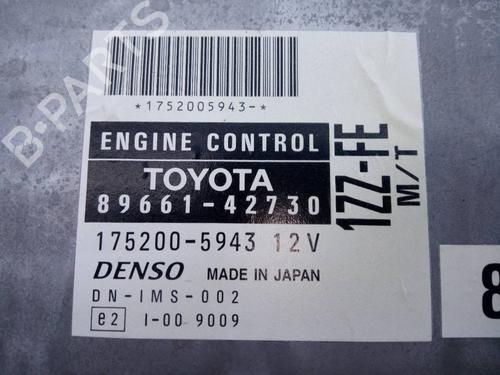 *1752005943-*
ENGINE CONTROL
TOYOTA
89661-42730
1ZZ-FE
M/T
175200-5943 12V
DENSO MADE IN JAPAN
DN-IMS-002
e2 I-00 9009
8
B-PARTS